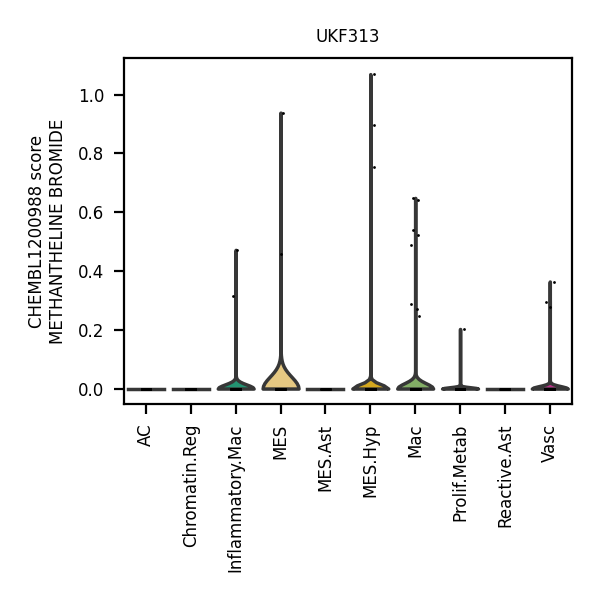 UKF313
CHEMBL1200988 score
METHANTHELINE BROMIDE
1.0
0.8
0.6
0.4
0.2
0.0
AC
Chromatin.Reg
Inflammatory.Mac
MES
MES.Ast
MES.Hyp
Mac
Prolif.Metab
Reactive.Ast
Vasc